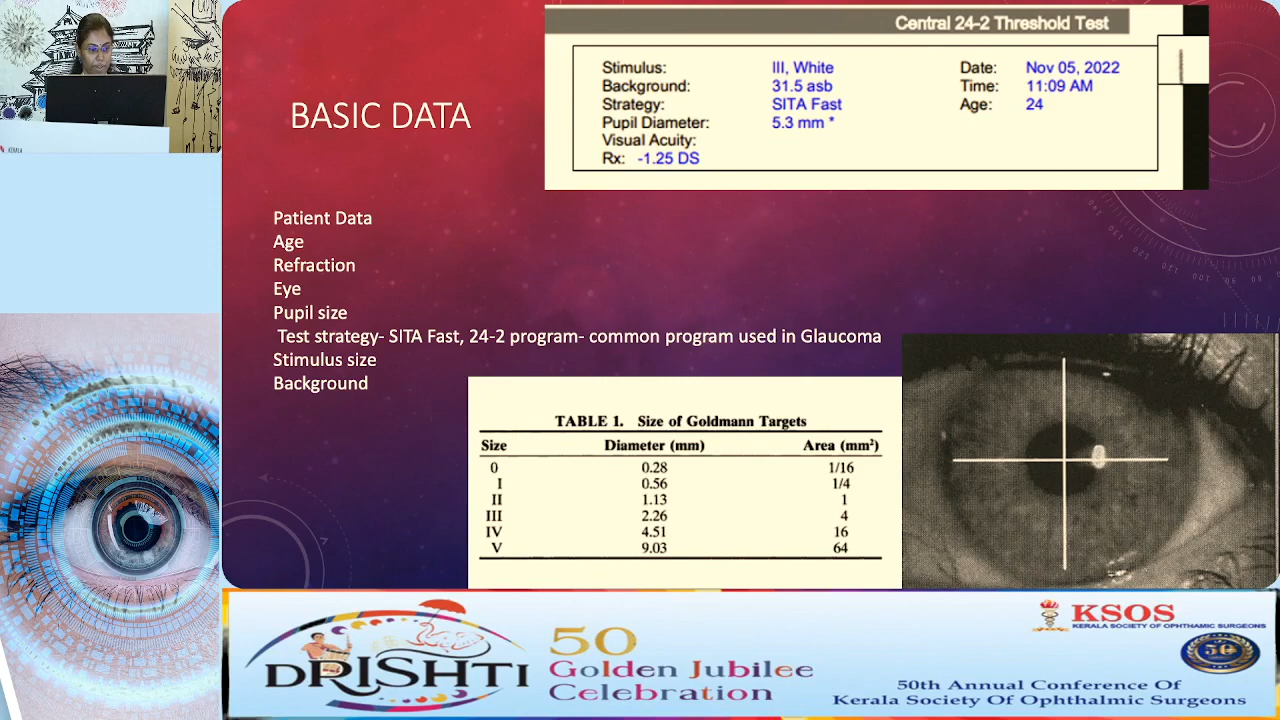 KERALA
BASIC DATA
Central 24-2 Threshold Test
Stimulus: III, White Date: Nov 05, 2022
Background: 31.5 asb Time: 11:09 AM
Strategy: SITA Fast Age: 24
Pupil Diameter: 5.3 mm *
Visual Acuity:
Rx: -1.25 DS
Patient Data
Age
Refraction
Eye
Pupil size
Test strategy- SITA Fast, 24-2 program- common program used in Glaucoma
Stimulus size
Background
TABLE 1. Size of Goldmann Targets
Size Diameter (mm) Area (mm²)
0 0.28 1/16
I 0.56 1/4
II 1.13 1
III 2.26 4
IV 4.51 16
V 9.03 64
DRISHTI
50
Golden Jubilee
Celebration
KSOS
KERALA SOCIETY OF OPHTHAMIC SURGEONS
50
50th Annual Conference Of
Kerala Society Of Ophthalmic Surgeons